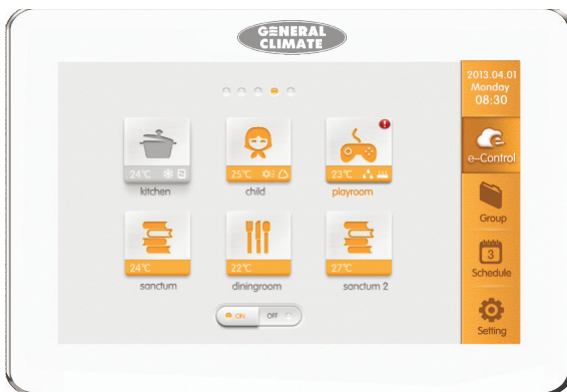 GENERAL
CLIMATE
2013.04.01
Monday
08:30
e-Control
Group
3
Schedule
Setting
24°C
kitchen
25°C
child
23°C
playroom
24°C
sanctum
22°C
diningroom
27°C
sanctum 2
ON
OFF